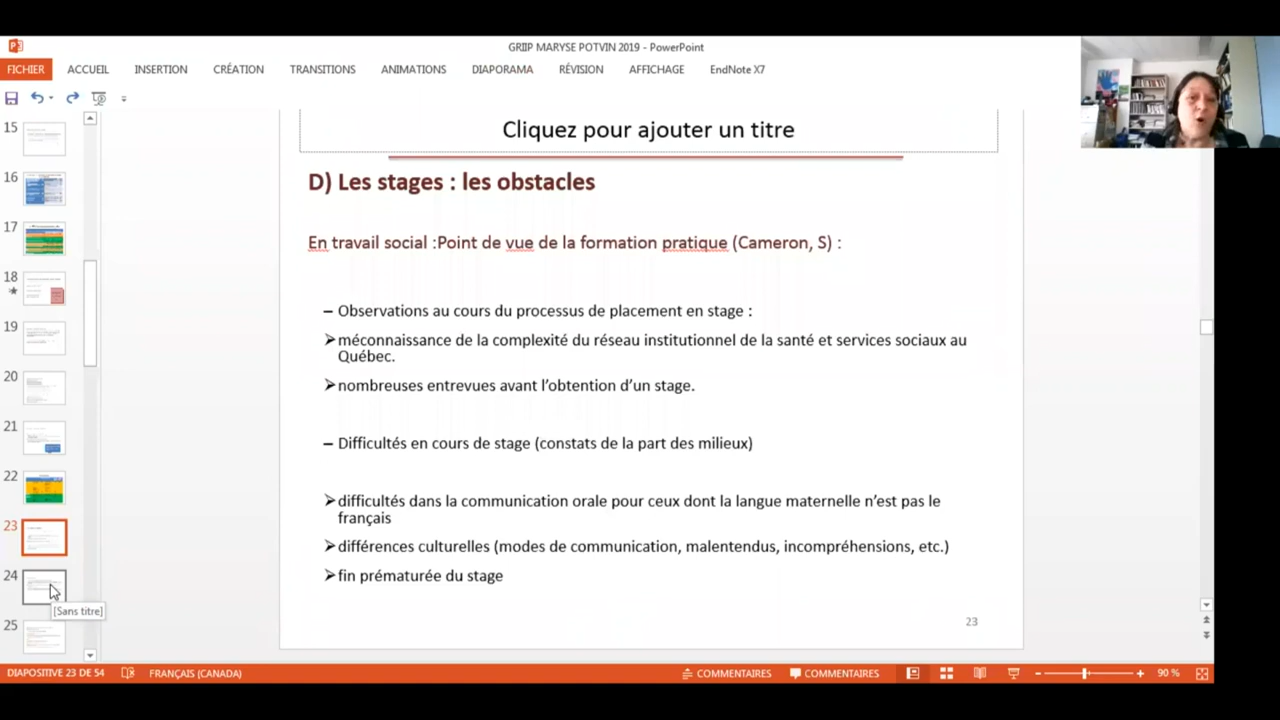 GRIIP MARYSE POTVIN 2019 - PowerPoint
FICHIER ACCUEIL INSERTION CRÉATION TRANSITIONS ANIMATIONS DIAPORAMA RÉVISION AFFICHAGE EndNote X7
15
16
17
18
19
20
21
22
23
24
25
[Sans titre]
Cliquez pour ajouter un titre
D) Les stages : les obstacles
En travail social :Point de vue de la formation pratique (Cameron, S) :
– Observations au cours du processus de placement en stage :
➢méconnaissance de la complexité du réseau institutionnel de la santé et services sociaux au
Québec.
➢nombreuses entrevues avant l’obtention d’un stage.
– Difficultés en cours de stage (constats de la part des milieux)
➢difficultés dans la communication orale pour ceux dont la langue maternelle n’est pas le
français
➢différences culturelles (modes de communication, malentendus, incompréhensions, etc.)
➢fin prématurée du stage
23
DIAPOSITIVE 23 DE 54 FRANÇAIS (CANADA) COMMENTAIRES COMMENTAIRES 90 %